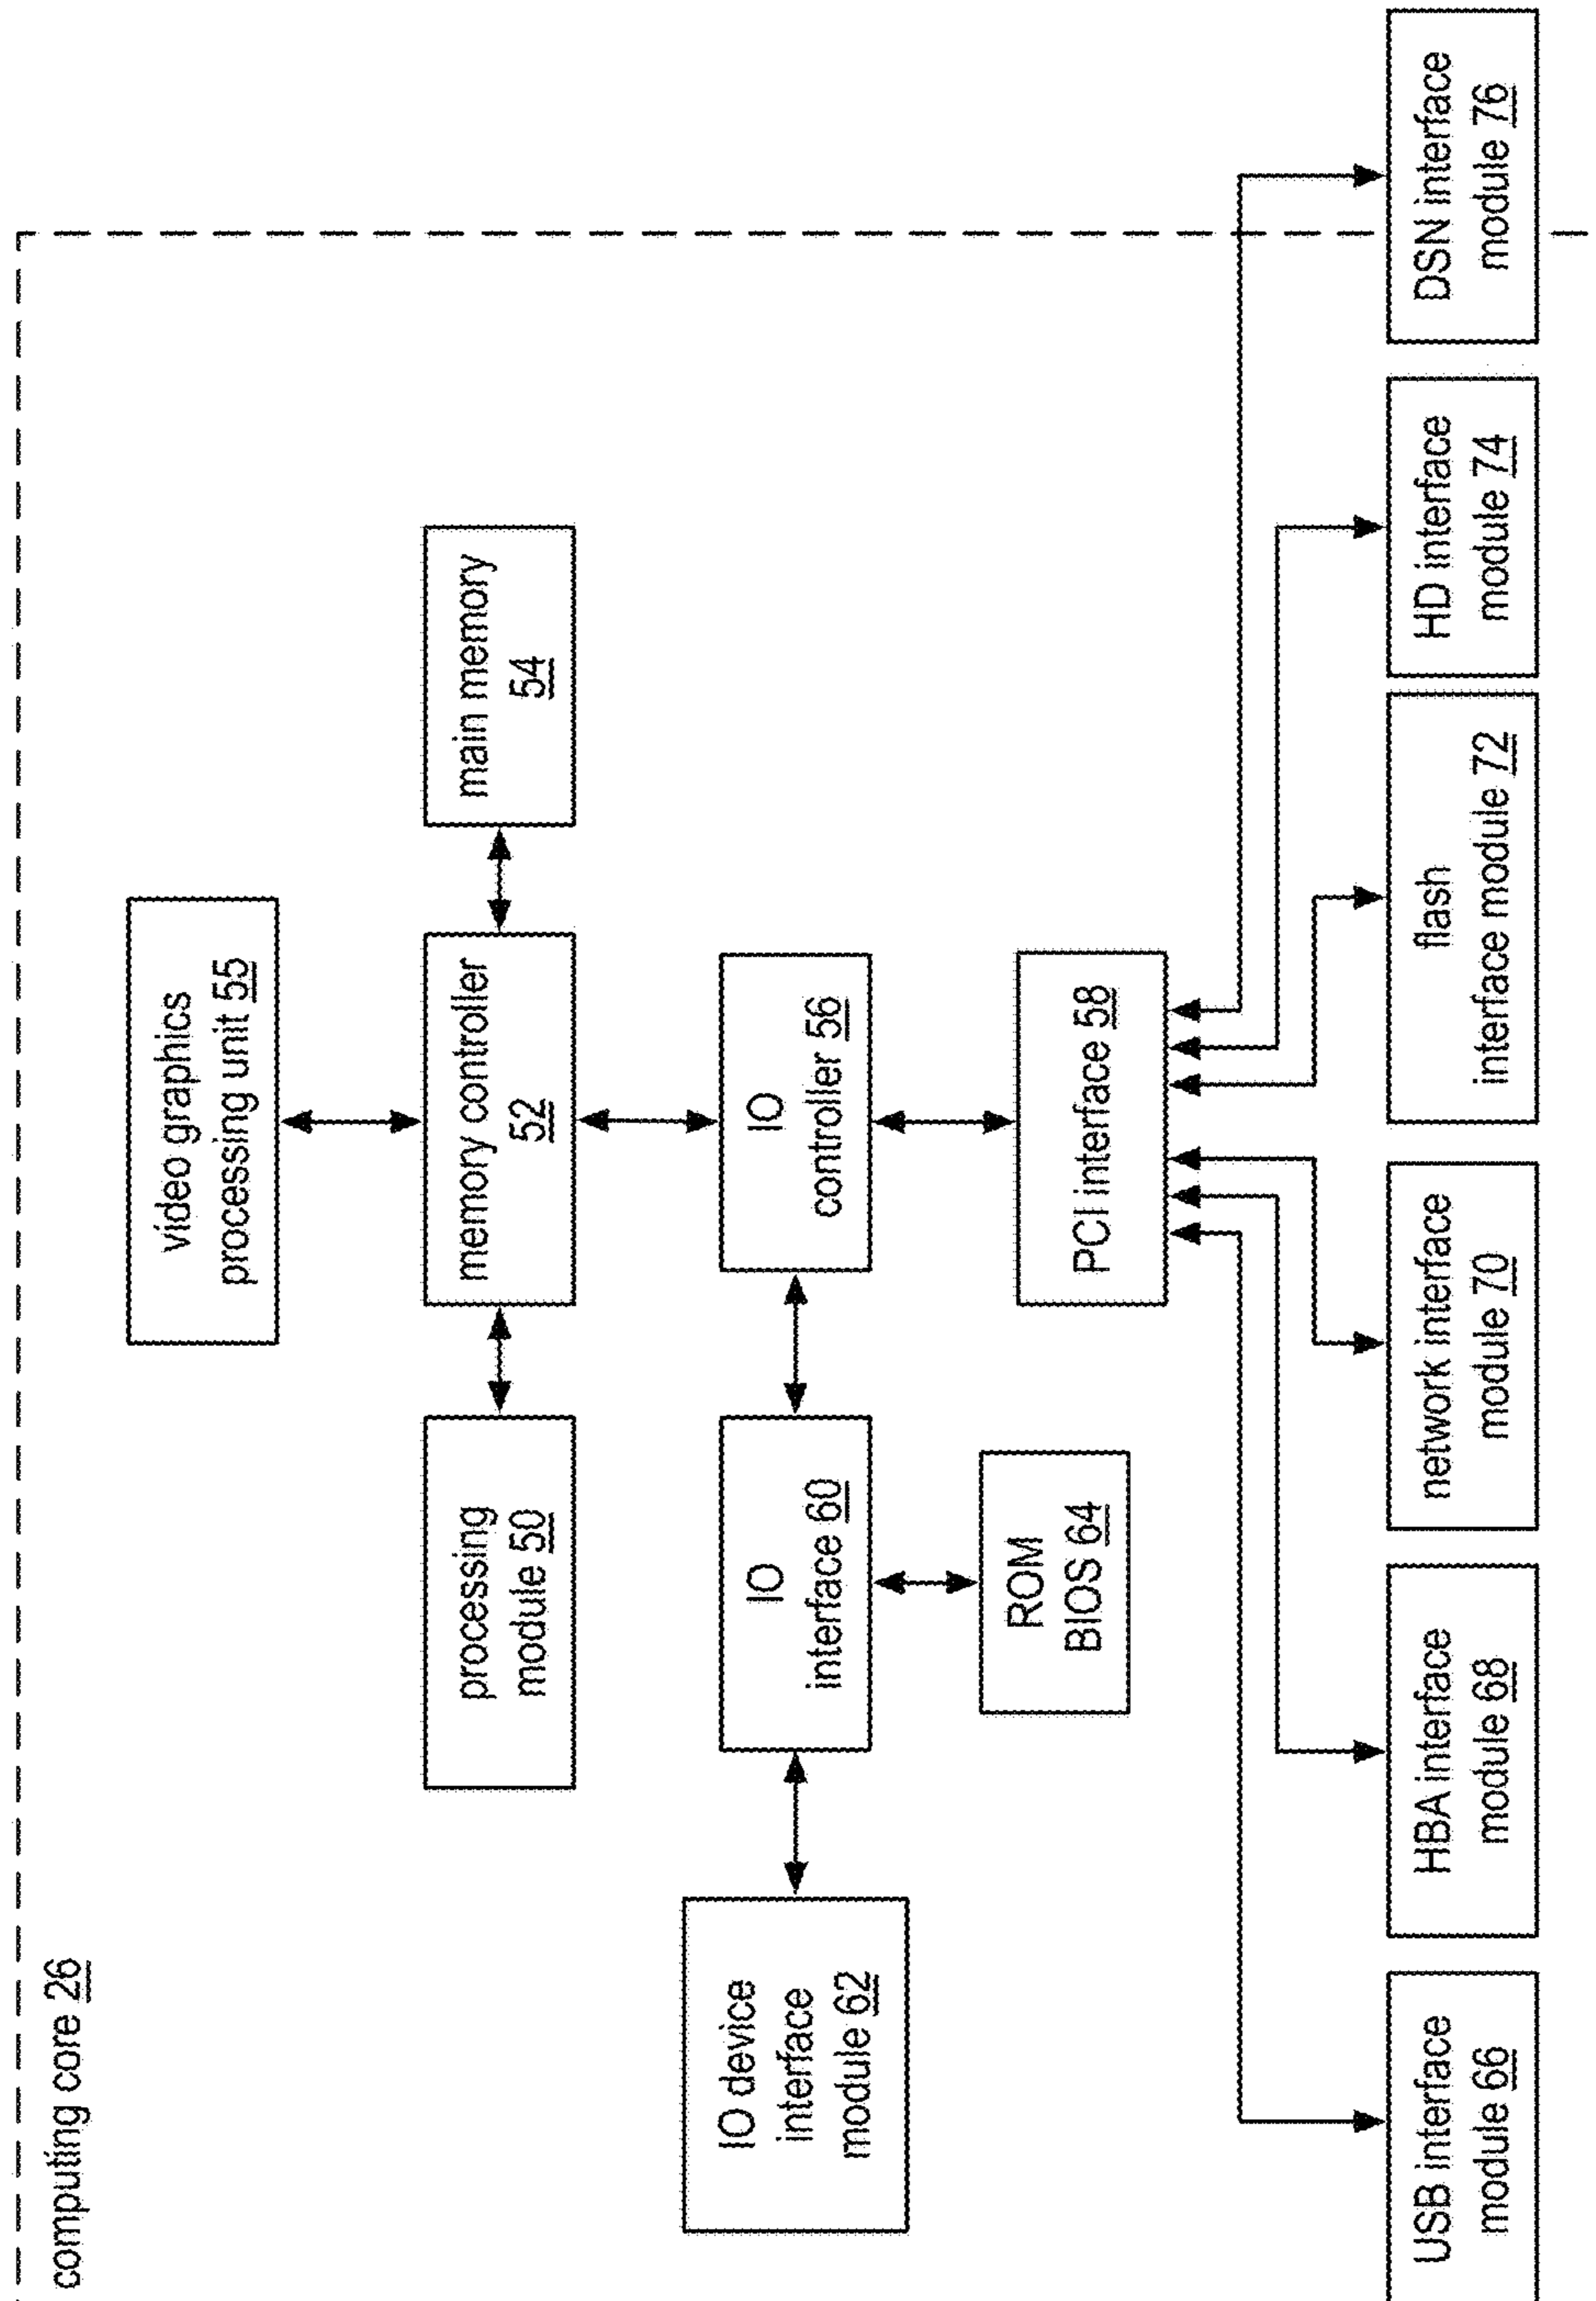 computing core 26
video graphics
processing unit 55
processing
module 50
memory controller
52
main memory
54
IO device
interface
module 62
IO
interface 60
IO
controller 56
ROM
BIOS 64
PCI interface 58
USB interface
module 66
HBA interface
module 68
network interface
module 70
flash
interface module 72
HD interface
module 74
DSN interface
module 76